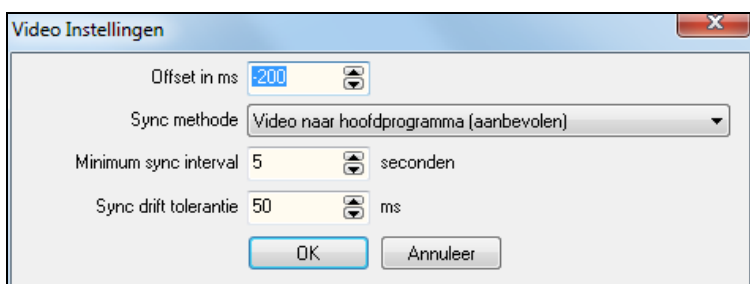 Video Instellingen
Offset in ms -200
Sync methode Video naar hoofdprogramma (aanbevolen)
Minimum sync interval 5 seconden
Sync drift tolerantie 50 ms
OK Annuleer